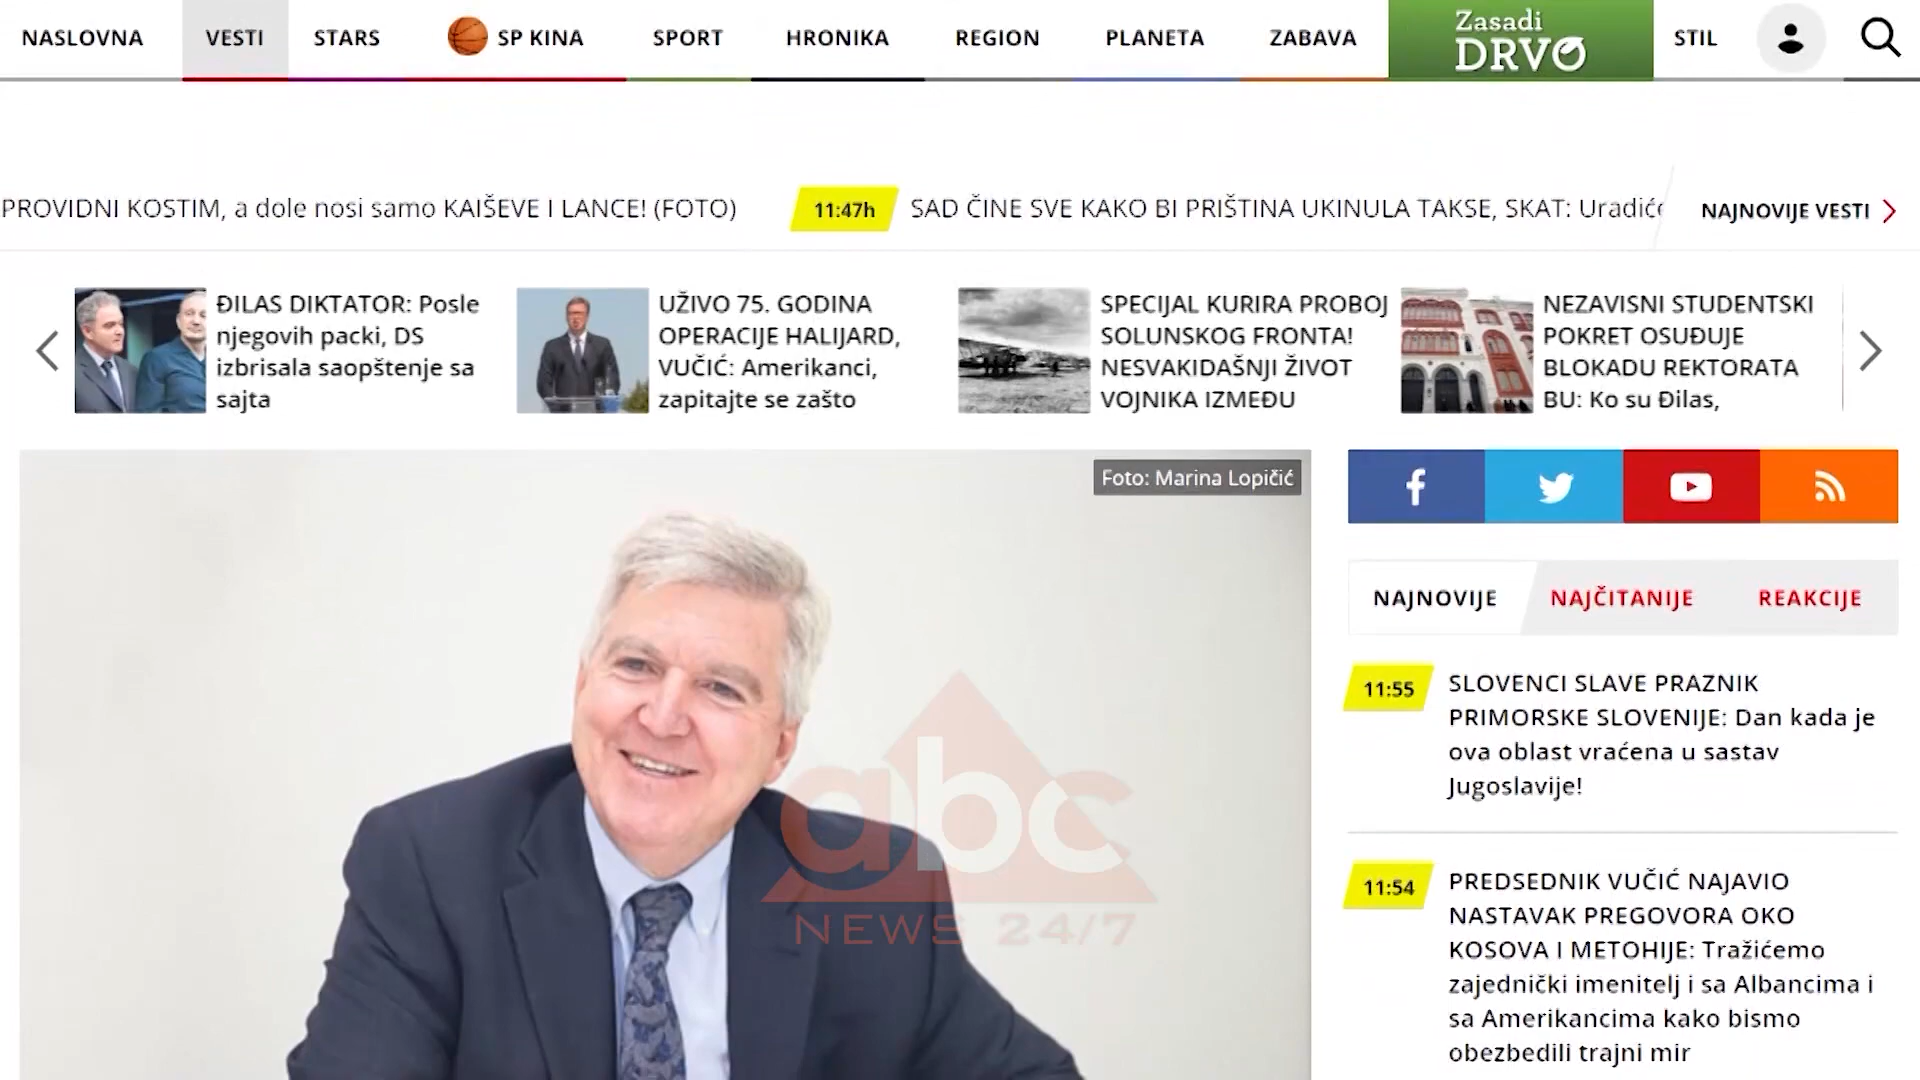 NASLOVNA VESTI STARS SP KINA SPORT HRONIKA REGION PLANETA ZABAVA Zasadi DRVO STIL
PROVIDNI KOSTIM, a dole nosi samo KAIŠEVE I LANCE! (FOTO) 11:47h SAD ČINE SVE KAKO BI PRIŠTINA UKINULA TAKSE, SKAT: NAJNOVIJE VESTI
ĐILAS DIKTATOR: Posle
njegovih packi, DS
izbrisala saopštenje sa
sajta
UŽIVO 75. GODINA
OPERACIJE HALIJARD,
VUČIĆ: Amerikanci,
zapitajte se zašto
SPECIJAL KURIRA PROBOJ
SOLUNSKOG FRONTA!
NESVAKIDAŠNJI ŽIVOT
VOJNIKA IZMEĐU
NEZAVISNI STUDENTSKI
POKRET OSUĐUJE
BLOKADU REKTORATA
BU: Ko su Đilas,
Foto: Marina Lopičić
abc
NEWS 24/7
NAJNOVIJE NAJČITANIJE REAKCIJE
11:55
SLOVENCI SLAVE PRAZNIK
PRIMORSKE SLOVENIJE: Dan kada je
ova oblast vraćena u sastav
Jugoslavije!
11:54
PREDSEDNIK VUČIĆ NAJAVIO
NASTAVAK PREGOVORA OKO
KOSOVA I METOHIJE: Tražićemo
zajednički imenitelj i sa Albancima i
sa Amerikancima kako bismo
obezbedili trajni mir